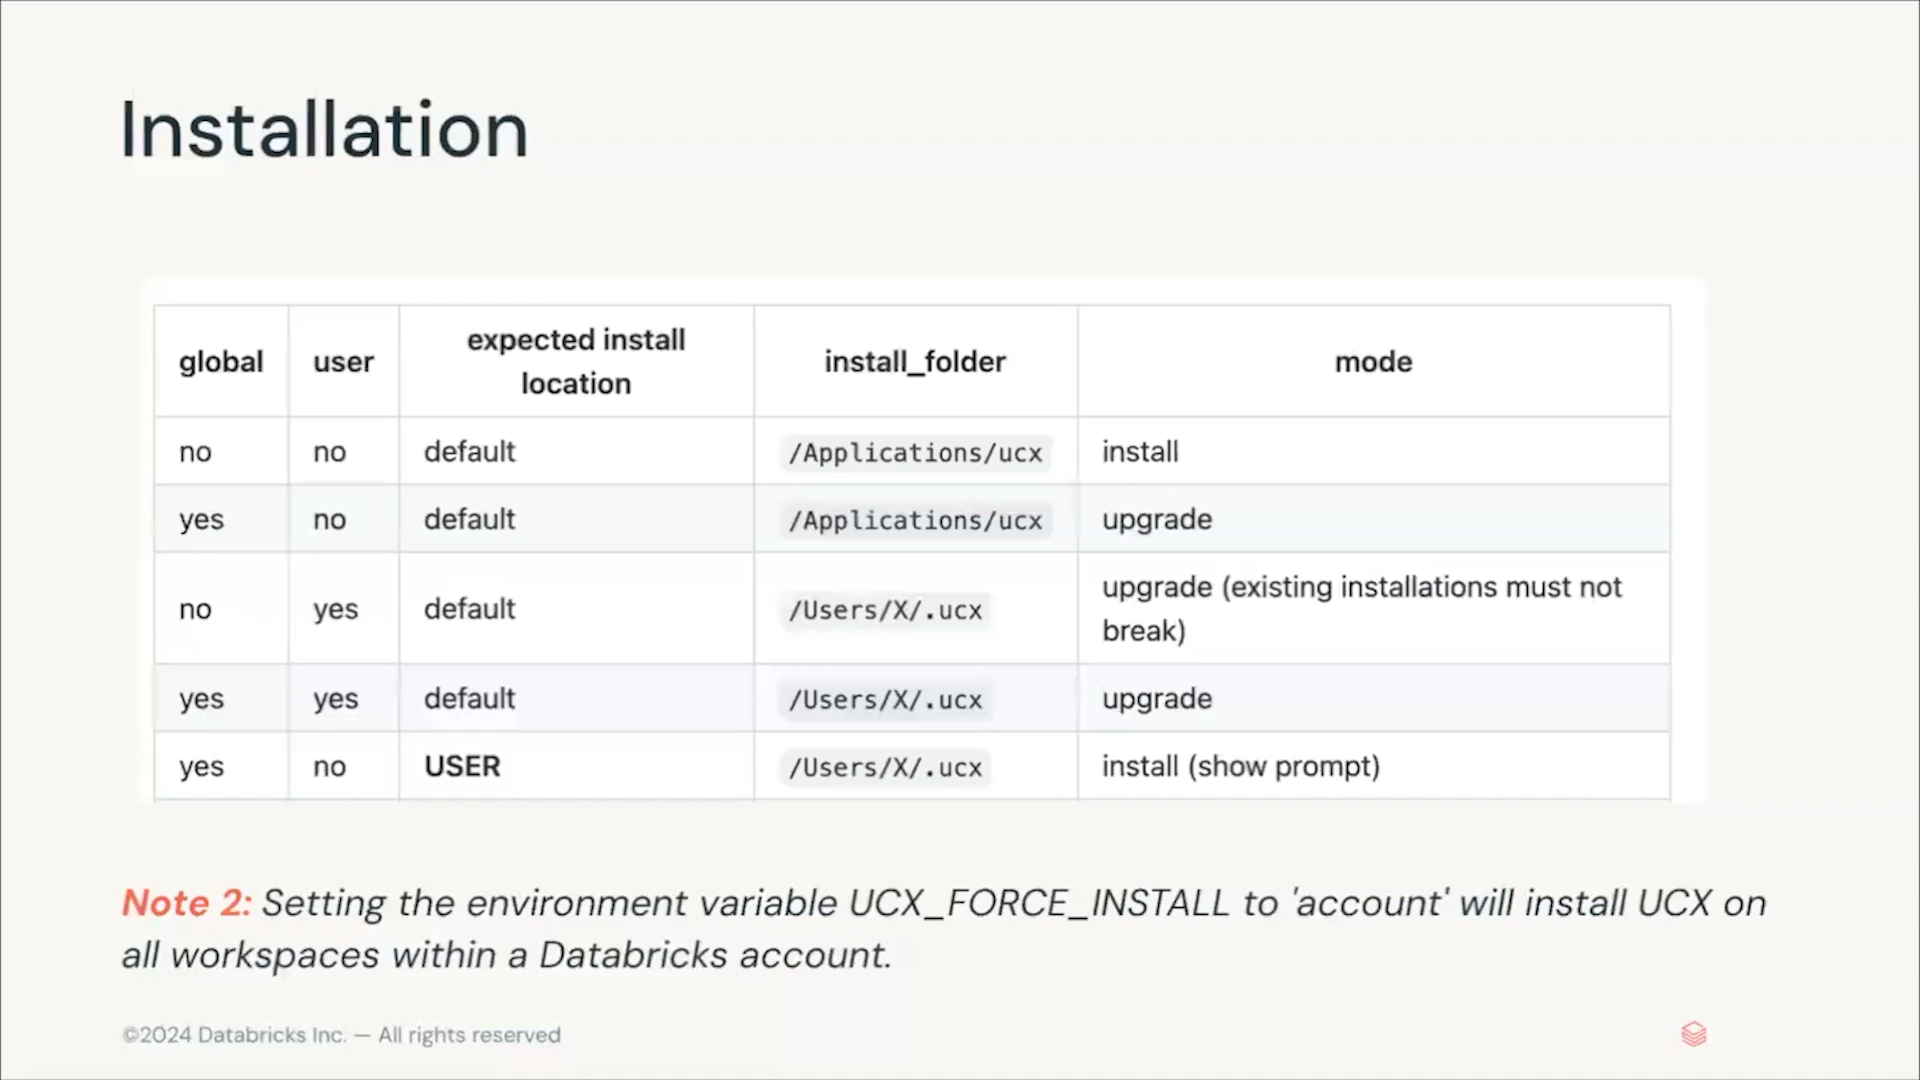 Installation
global user expected install location install_folder mode
no no default /Applications/ucx install
yes no default /Applications/ucx upgrade
no yes default /Users/X/.ucx upgrade (existing installations must not break)
yes yes default /Users/X/.ucx upgrade
yes no USER /Users/X/.ucx install (show prompt)
Note 2: Setting the environment variable UCX_FORCE_INSTALL to 'account' will install UCX on
all workspaces within a Databricks account.
©2024 Databricks Inc. — All rights reserved